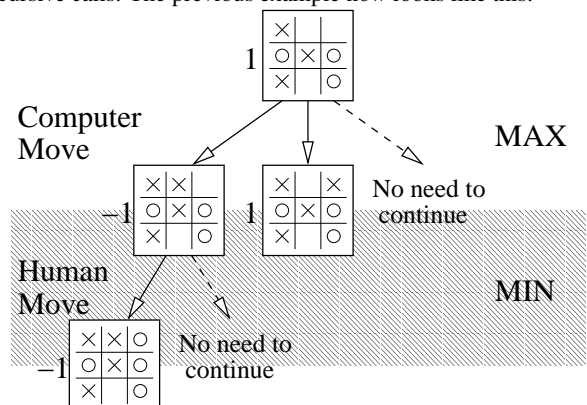 ecursive calls. The previous example now looks like this:
×
1 ○ × ○
× ○
Computer
Move
MAX
× ×
−1 ○ × ○
× ○
× ×
1 ○ × ○
× ○
No need to
continue
Human
Move
MIN
× × ○
−1 ○ × ○
× ○
No need to
continue